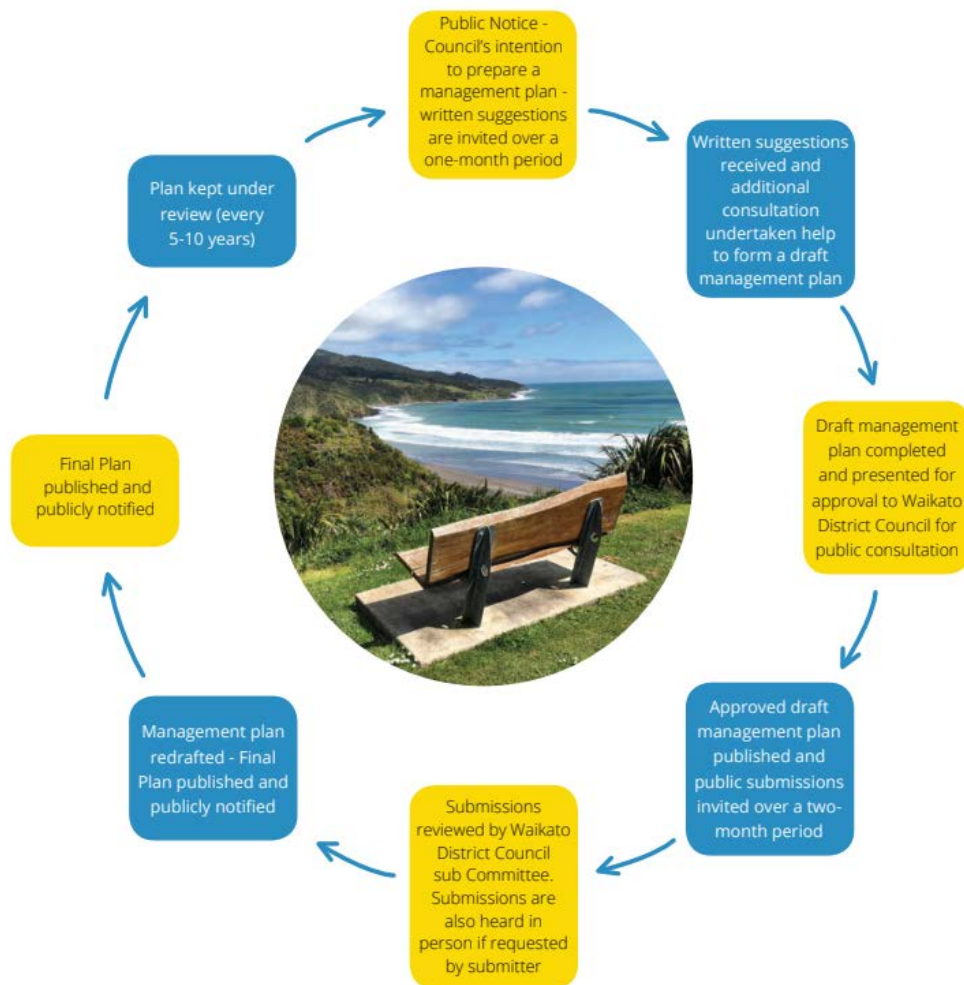 Public Notice -
Council's intention
to prepare a
management plan -
written suggestions
are invited over a
one-month period
Written suggestions
received and
additional
consultation
undertaken help
to form a draft
management plan
Draft management
plan completed
and presented for
approval to Waikato
District Council for
public consultation
Approved draft
management plan
published and
public submissions
invited over a two-
month period
Submissions
reviewed by Waikato
District Council
sub Committee.
Submissions are
also heard in
person if requested
by submitter
Management plan
redrafted - Final
Plan published and
publicly notified
Final Plan
published and
publicly notified
Plan kept under
review (every
5-10 years)